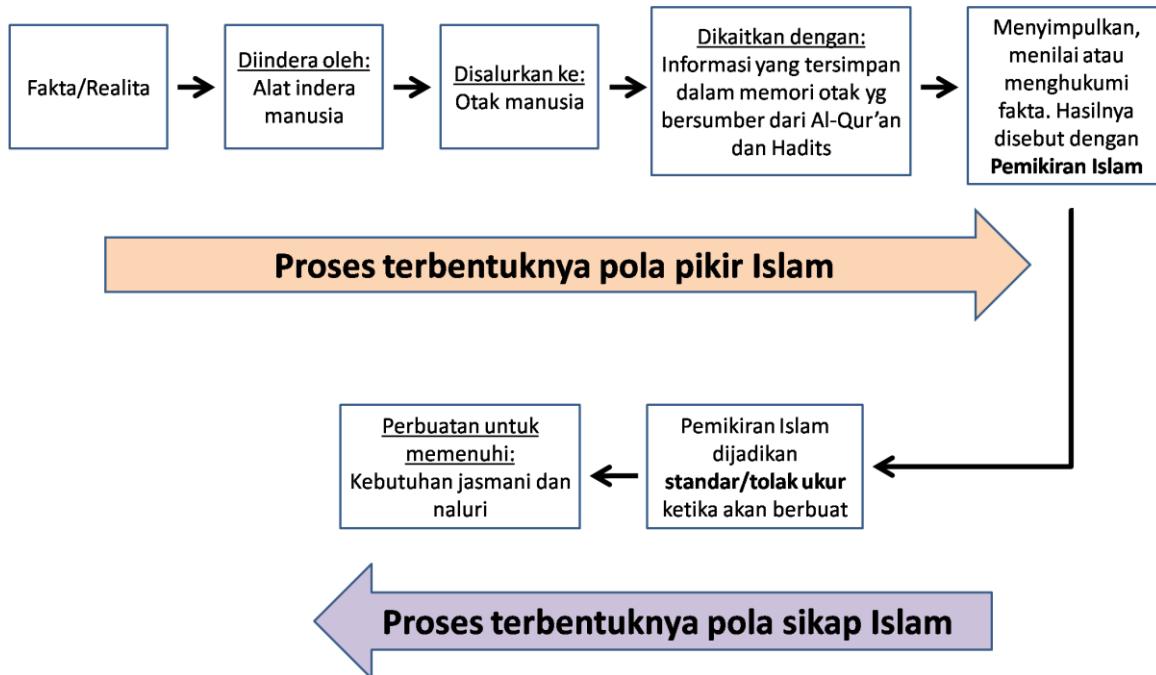 Fakta/Realita
Diindera oleh:
Alat indera
manusia
Disalurkan ke:
Otak manusia
Dikaitkan dengan:
Informasi yang tersimpan
dalam memori otak yg
bersumber dari Al-Qur’an
dan Hadits
Menyimpulkan,
menilai atau
menghukumi
fakta. Hasilnya
disebut dengan
Pemikiran Islam
Proses terbentuknya pola pikir Islam
Pemikiran Islam
dijadikan
standar/tolak ukur
ketika akan berbuat
Perbuatan untuk
memenuhi:
Kebutuhan jasmani dan
naluri
Proses terbentuknya pola sikap Islam